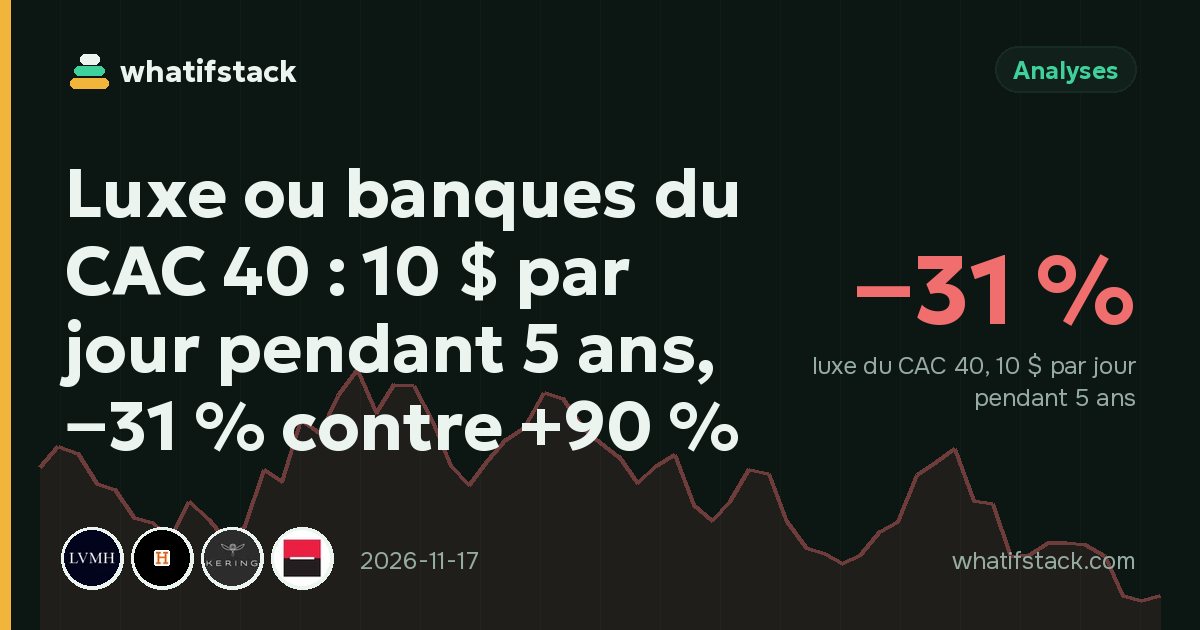 whatifstack
Analyses
Luxe ou banques du
CAC 40 : 10 $ par
jour pendant 5 ans,
−31 % contre +90 %
−31 %
luxe du CAC 40, 10 $ par jour
pendant 5 ans
LVMH
H
KERING
2026-11-17
whatifstack.com